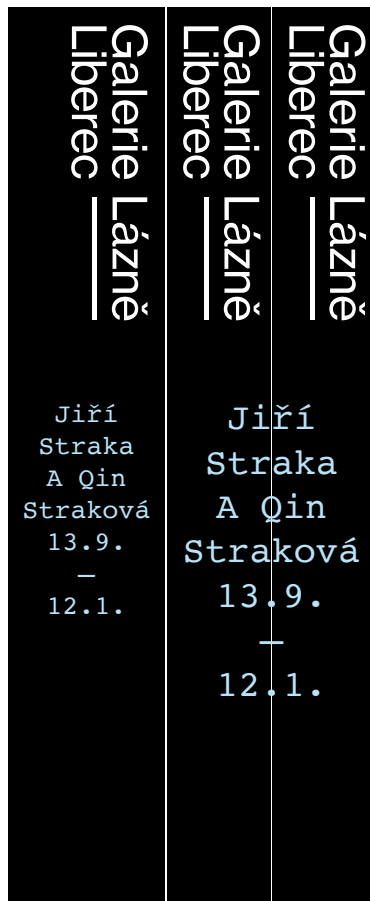 Galerie Lázně
Liberec
Jiří
Straka
A Qin
Straková
13.9.
—
12.1.
Galerie Lázně
Liberec
Galerie Lázně
Liberec
Jiří
Straka
A Qin
Straková
13.9.
—
12.1.